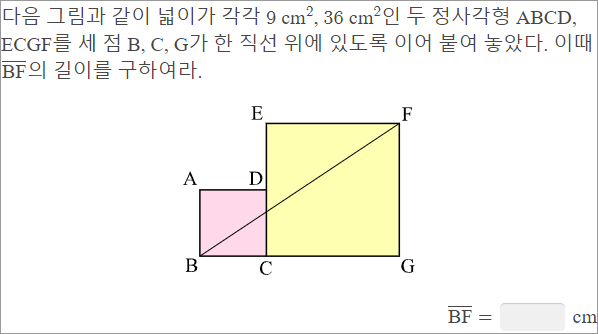 다음 그림과 같이 넓이가 각각 9 cm², 36 cm²인 두 정사각형 ABCD,
ECGF를 세 점 B, C, G가 한 직선 위에 있도록 이어 붙여 놓았다. 이때
B̅F̅의 길이를 구하여라.
E F
A D
B C G
B̅F̅ = cm